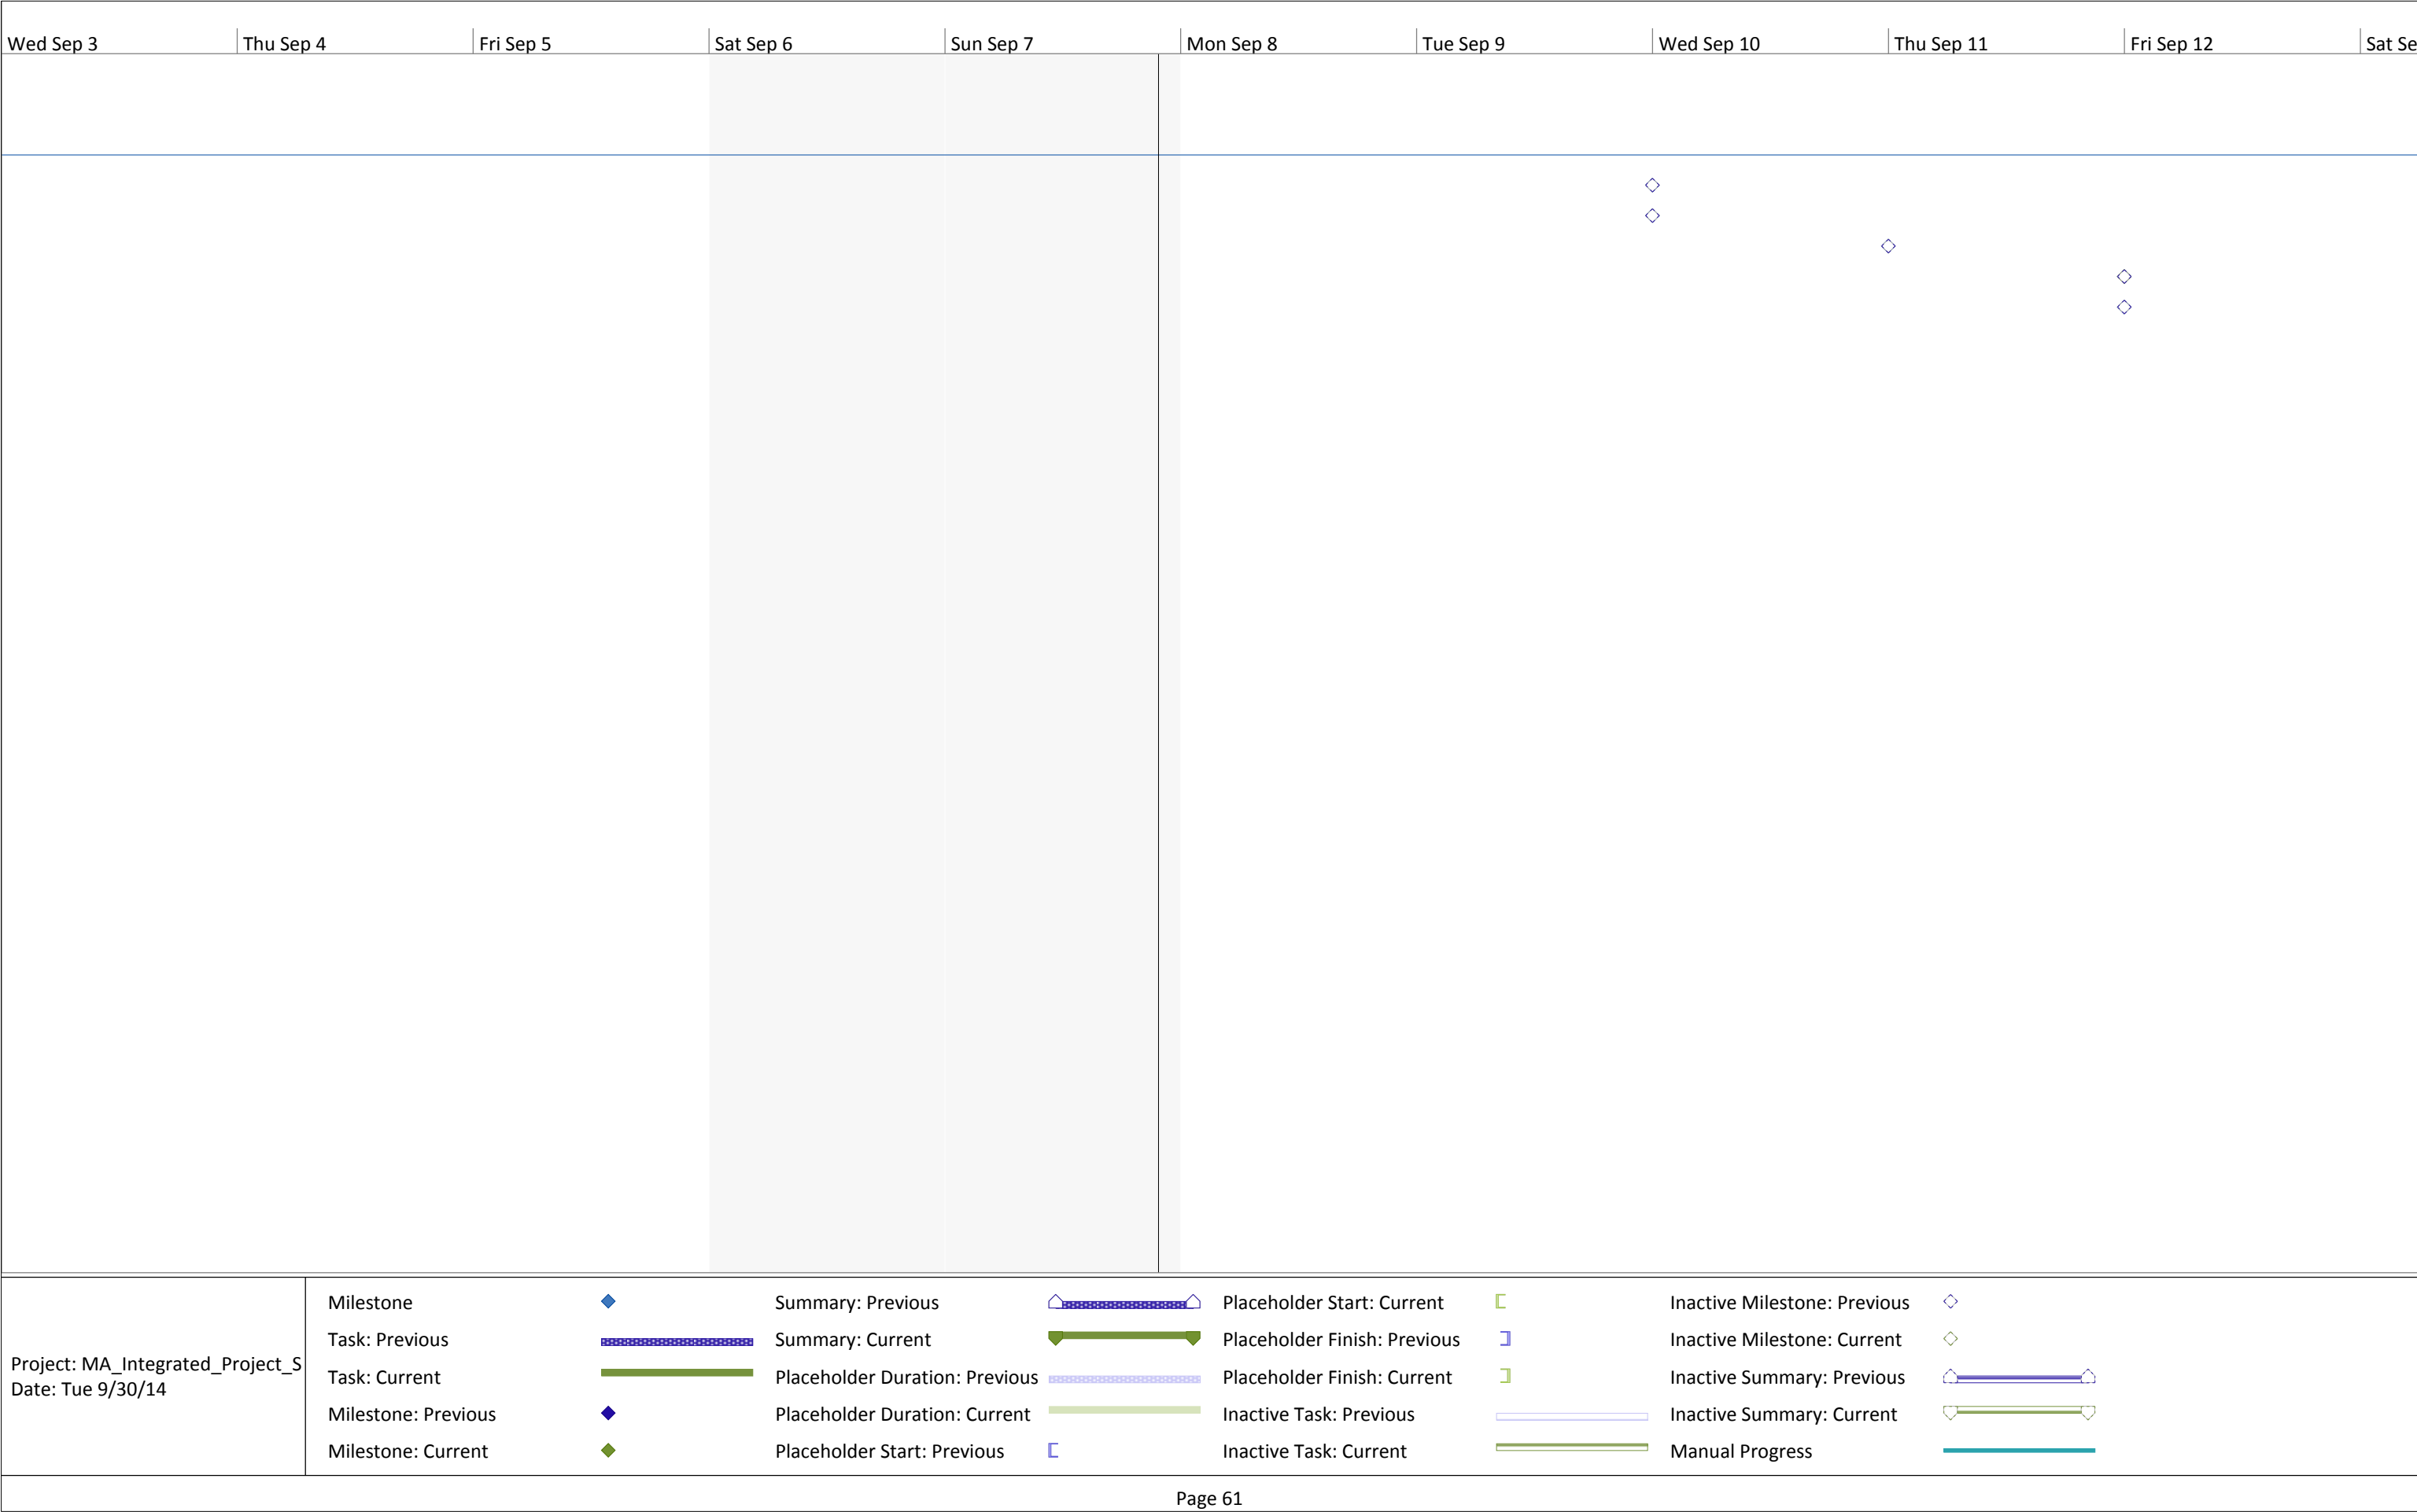 Wed Sep 3 Thu Sep 4 Fri Sep 5 Sat Sep 6 Sun Sep 7 Mon Sep 8 Tue Sep 9 Wed Sep 10 Thu Sep 11 Fri Sep 12 Sat Se
Project: MA_Integrated_Project_S
Date: Tue 9/30/14
Milestone
Task: Previous
Task: Current
Milestone: Previous
Milestone: Current
Summary: Previous
Summary: Current
Placeholder Duration: Previous
Placeholder Duration: Current
Placeholder Start: Previous
Placeholder Start: Current
Placeholder Finish: Previous
Placeholder Finish: Current
Inactive Task: Previous
Inactive Task: Current
Inactive Milestone: Previous
Inactive Milestone: Current
Inactive Summary: Previous
Inactive Summary: Current
Manual Progress
Page 61